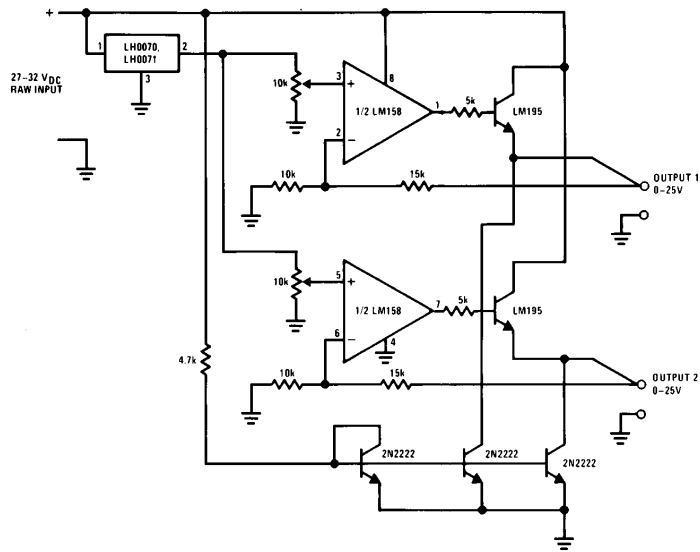 +
1
LH0070,
LH0071
2
3
27–32 VDC
RAW INPUT
10k
3
+
8
1/2 LM158
1
2
−
5k
LM195
10k
15k
OUTPUT 1
0–25V
10k
5
+
1/2 LM158
7
6
−
4
5k
LM195
4.7k
10k
15k
OUTPUT 2
0–25V
2N2222
2N2222
2N2222